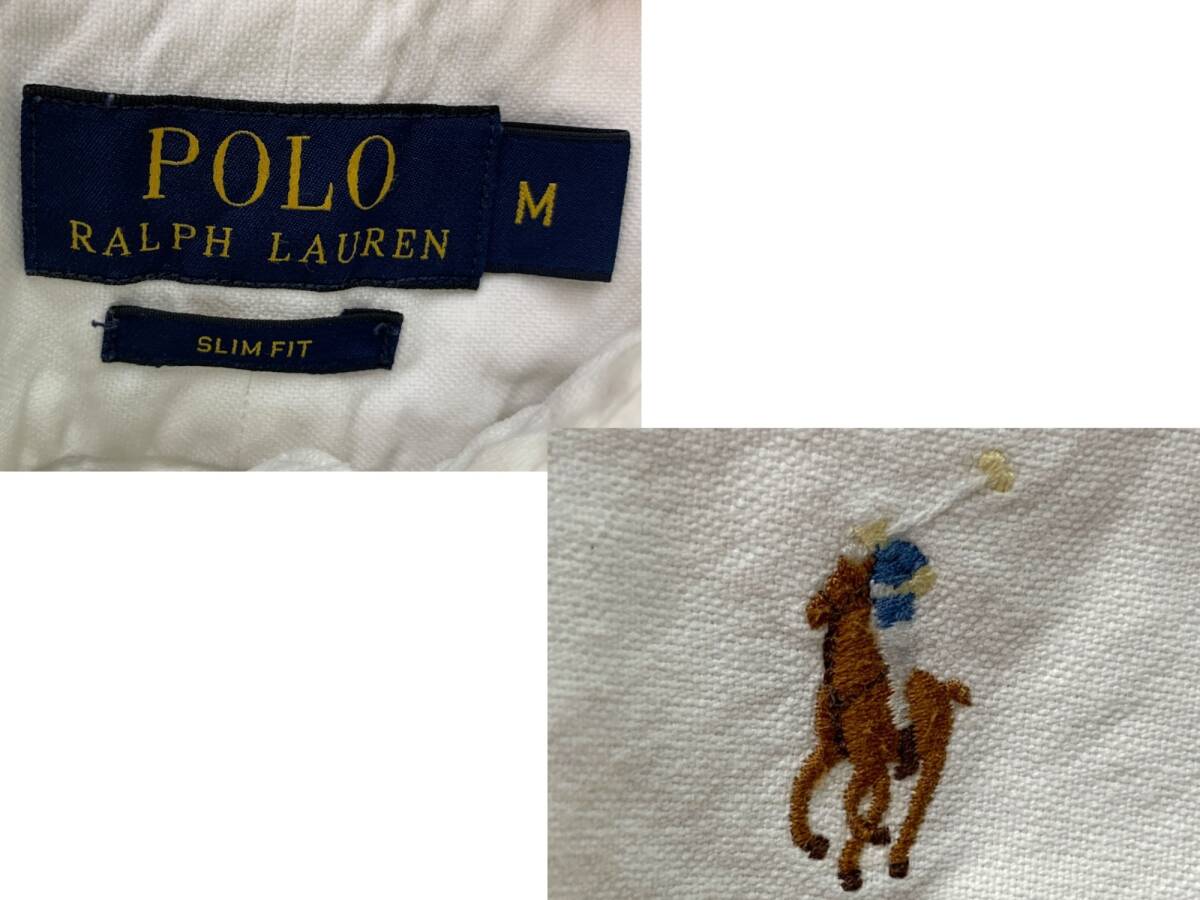 POLO
RALPH LAUREN
M
SLIM FIT